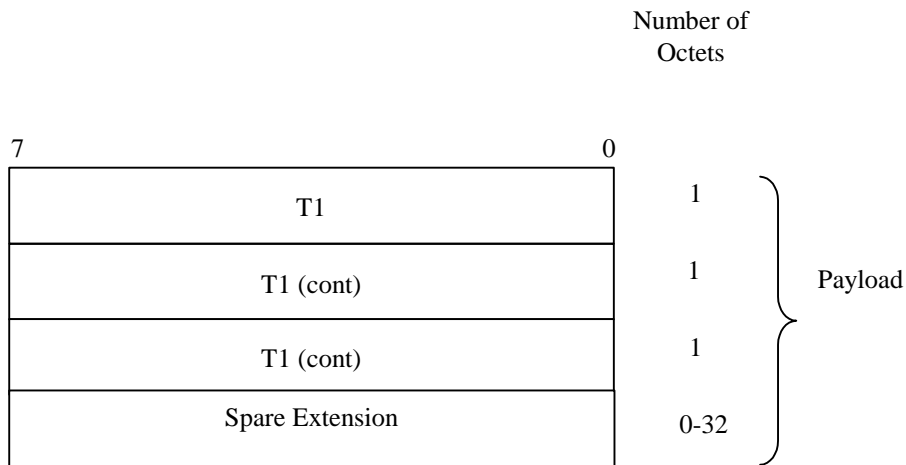 Number of
Octets
7 0
T1 1
T1 (cont) 1
Payload
T1 (cont) 1
Spare Extension 0-32